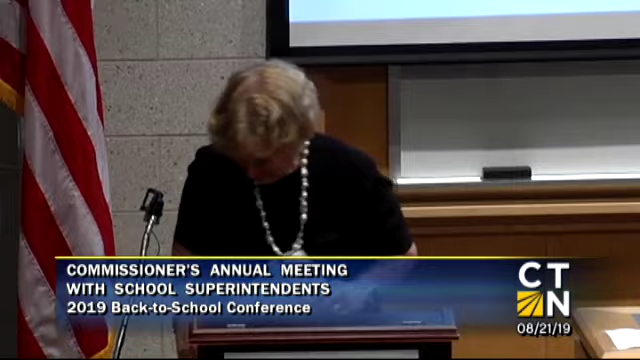 COMMISSIONER'S ANNUAL MEETING
WITH SCHOOL SUPERINTENDENTS
2019 Back-to-School Conference
CT
N
08/21/19